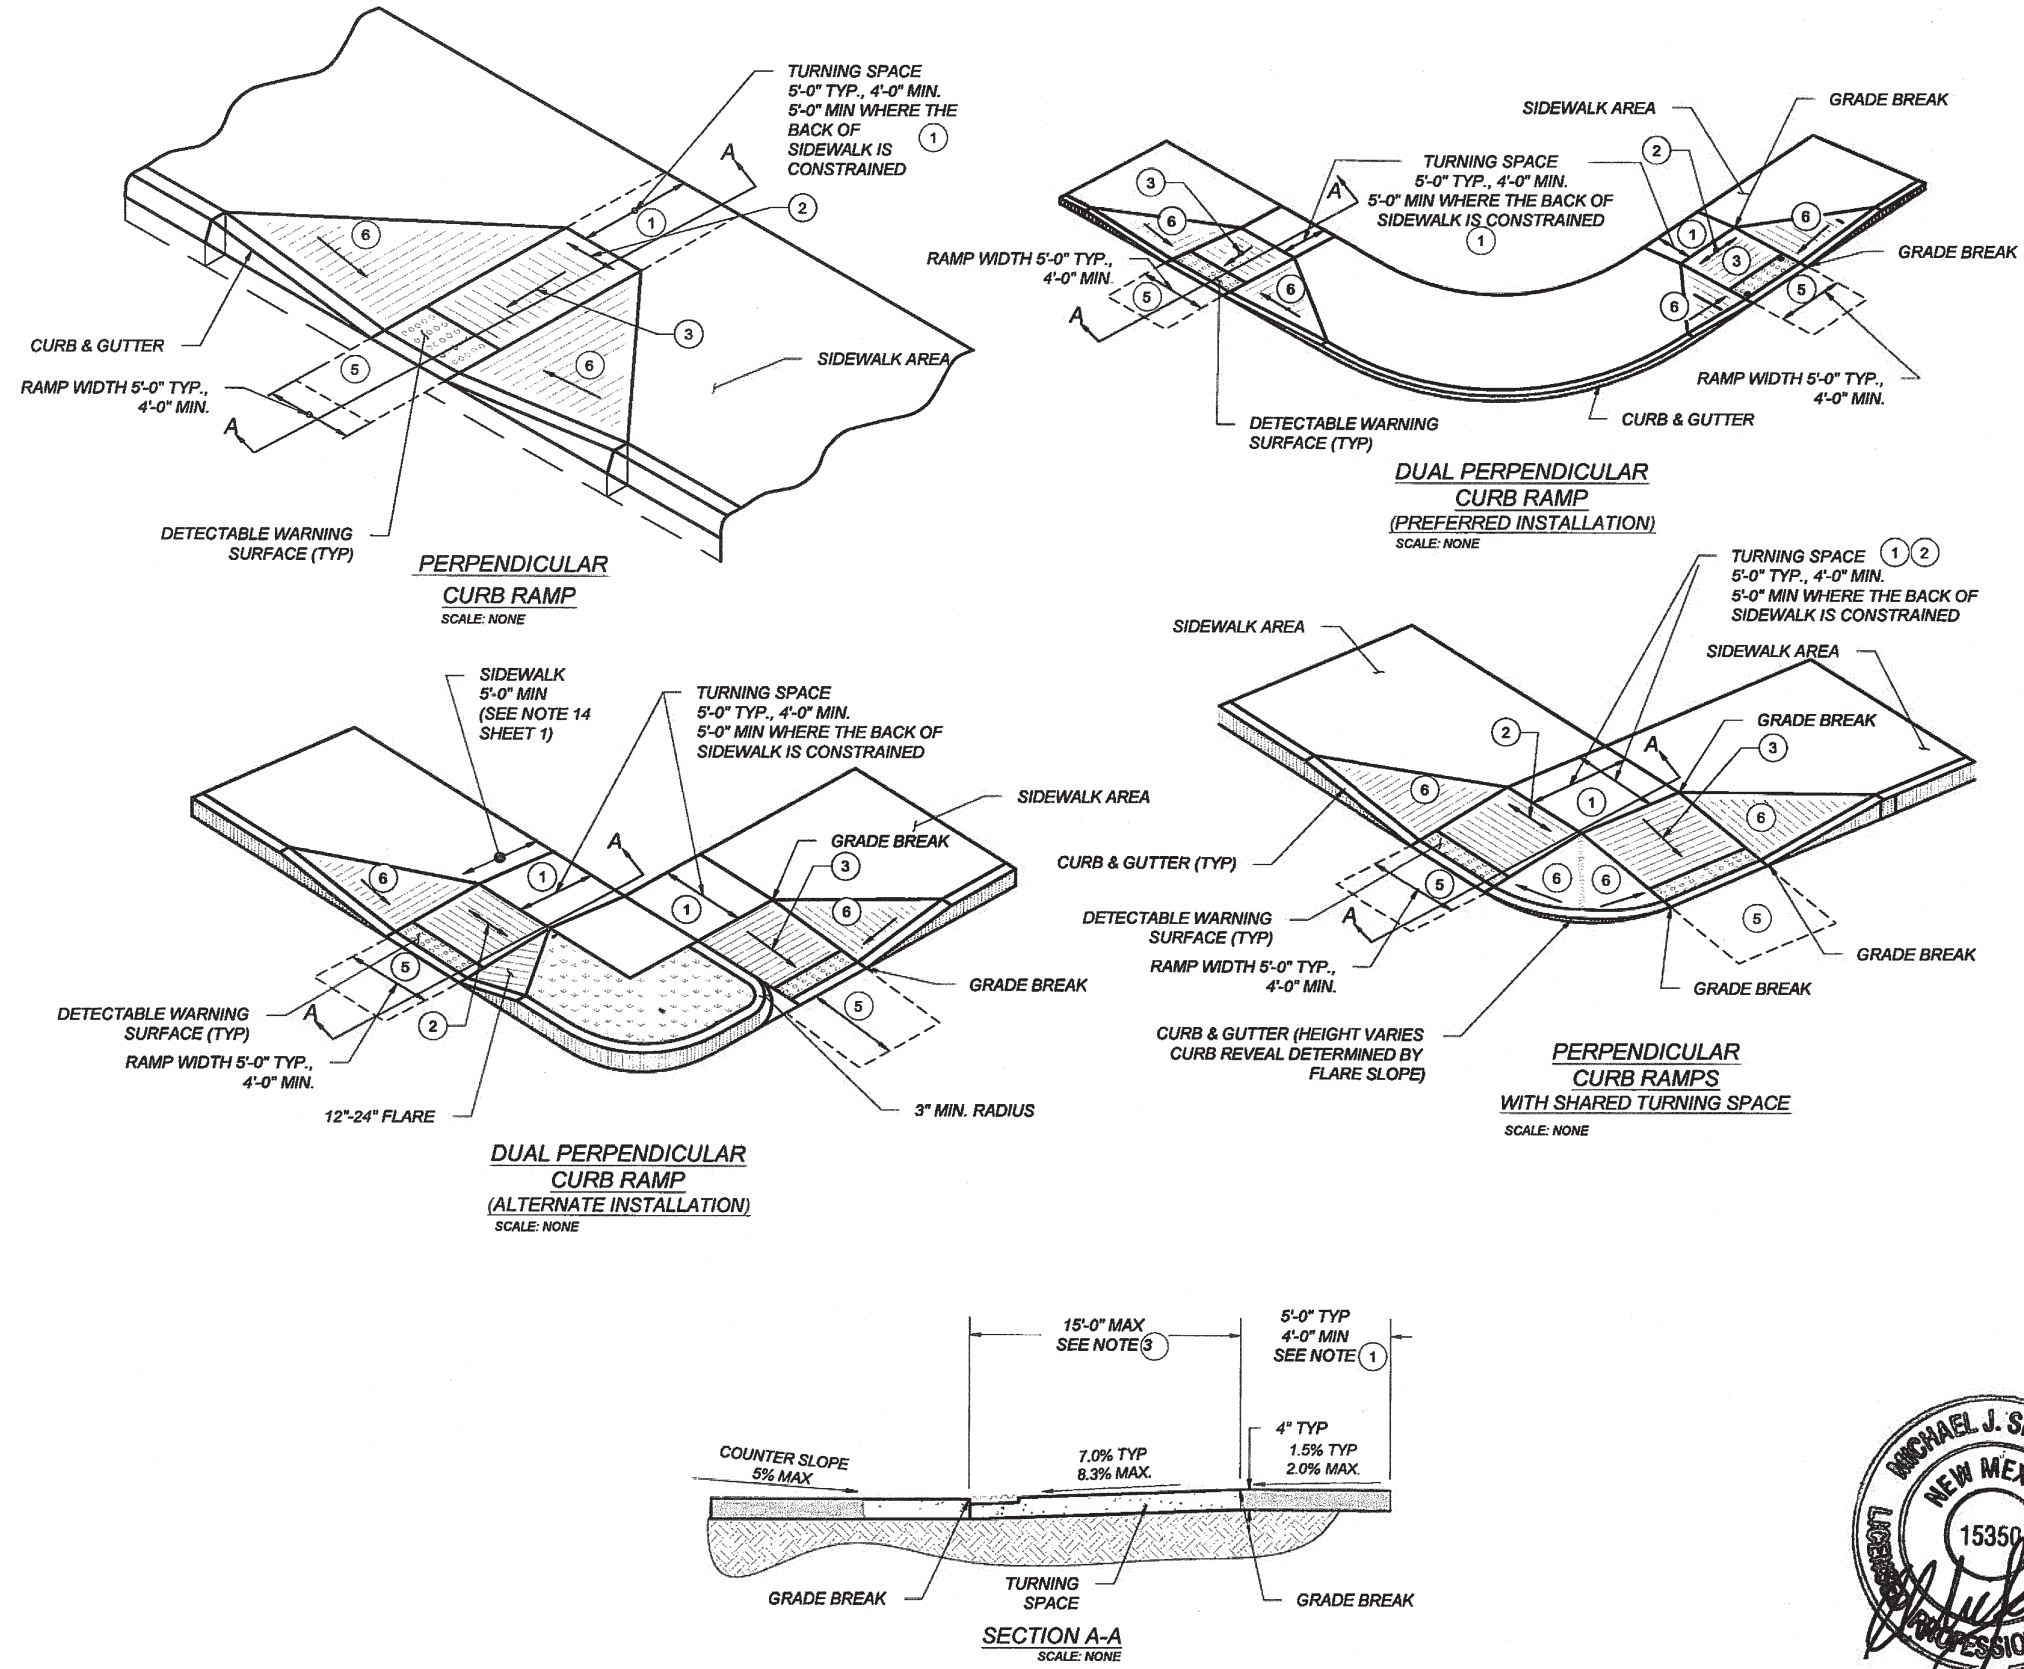 TURNING SPACE
5'-0" TYP., 4'-0" MIN.
5'-0" MIN WHERE THE
BACK OF
SIDEWALK IS
CONSTRAINED
1
A
1
2
6
3
6
SIDEWALK AREA
CURB & GUTTER
5
RAMP WIDTH 5'-0" TYP.,
4'-0" MIN.
A
DETECTABLE WARNING
SURFACE (TYP)
PERPENDICULAR
CURB RAMP
SCALE: NONE
SIDEWALK AREA
GRADE BREAK
TURNING SPACE
5'-0" TYP., 4'-0" MIN.
5'-0" MIN WHERE THE BACK OF
SIDEWALK IS CONSTRAINED
1
2
3
A
6
6
1
3
GRADE BREAK
RAMP WIDTH 5'-0" TYP.,
4'-0" MIN.
5
6
6
5
A
RAMP WIDTH 5'-0" TYP.,
4'-0" MIN.
DETECTABLE WARNING
SURFACE (TYP)
CURB & GUTTER
DUAL PERPENDICULAR
CURB RAMP
(PREFERRED INSTALLATION)
SCALE: NONE
SIDEWALK
5'-0" MIN
(SEE NOTE 14
SHEET 1)
TURNING SPACE
5'-0" TYP., 4'-0" MIN.
5'-0" MIN WHERE THE BACK OF
SIDEWALK IS CONSTRAINED
SIDEWALK AREA
A
GRADE BREAK
3
6
1
1
6
5
GRADE BREAK
5
DETECTABLE WARNING
SURFACE (TYP)
A
2
RAMP WIDTH 5'-0" TYP.,
4'-0" MIN.
12"-24" FLARE
3" MIN. RADIUS
DUAL PERPENDICULAR
CURB RAMP
(ALTERNATE INSTALLATION)
SCALE: NONE
TURNING SPACE 1 2
5'-0" TYP., 4'-0" MIN.
5'-0" MIN WHERE THE BACK OF
SIDEWALK IS CONSTRAINED
SIDEWALK AREA
SIDEWALK AREA
GRADE BREAK
2
A
3
6
1
6
CURB & GUTTER (TYP)
5
6
6
DETECTABLE WARNING
SURFACE (TYP)
A
5
RAMP WIDTH 5'-0" TYP.,
4'-0" MIN.
GRADE BREAK
GRADE BREAK
CURB & GUTTER (HEIGHT VARIES
CURB REVEAL DETERMINED BY
FLARE SLOPE)
PERPENDICULAR
CURB RAMPS
WITH SHARED TURNING SPACE
SCALE: NONE
15'-0" MAX
SEE NOTE 3
5'-0" TYP
4'-0" MIN
SEE NOTE 1
COUNTER SLOPE
5% MAX
7.0% TYP
8.3% MAX.
4" TYP
1.5% TYP
2.0% MAX.
GRADE BREAK
TURNING
SPACE
GRADE BREAK
SECTION A-A
SCALE: NONE
MICHAEL J.
NEW
15350
LICENSED